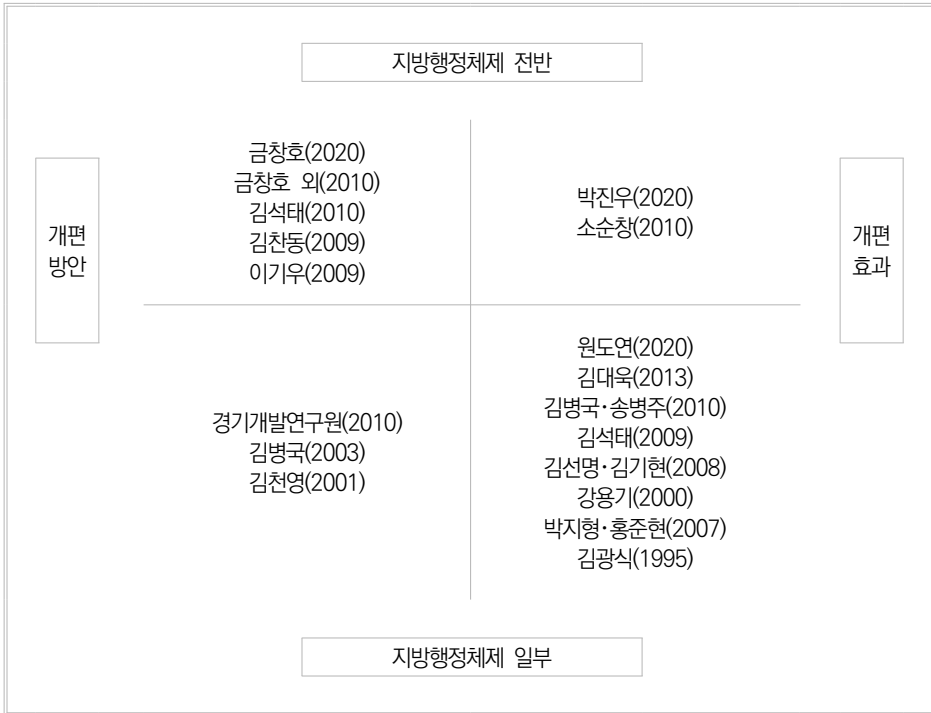 지방행정체제 전반
개편
방안
금창호(2020)
금창호 외(2010)
김석태(2010)
김찬동(2009)
이기우(2009)
박진우(2020)
소순창(2010)
개편
효과
경기개발연구원(2010)
김병국(2003)
김천영(2001)
원도연(2020)
김대욱(2013)
김병국·송병주(2010)
김석태(2009)
김선명·김기현(2008)
강용기(2000)
박지형·홍준현(2007)
김광식(1995)
지방행정체제 일부